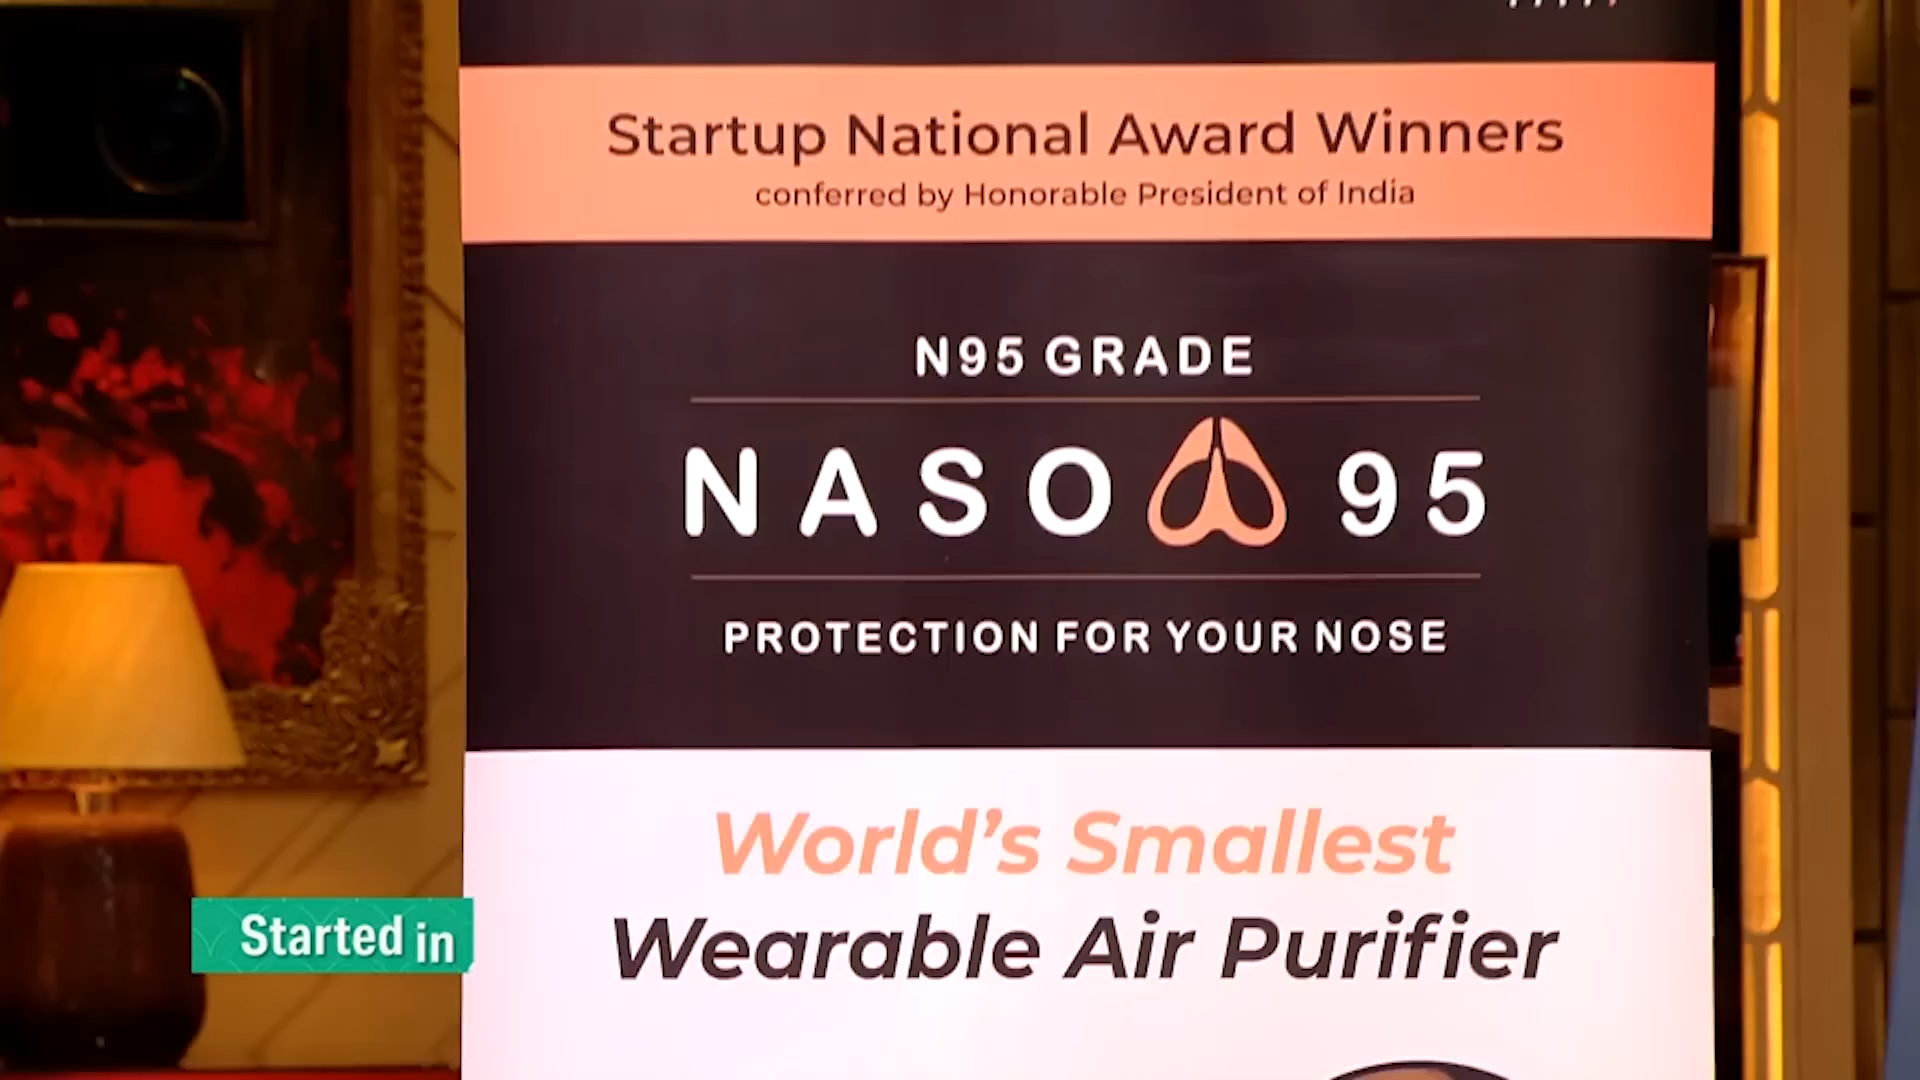 Startup National Award Winners
conferred by Honorable President of India
N95 GRADE
NASO 95
PROTECTION FOR YOUR NOSE
World's Smallest
Wearable Air Purifier
Started in